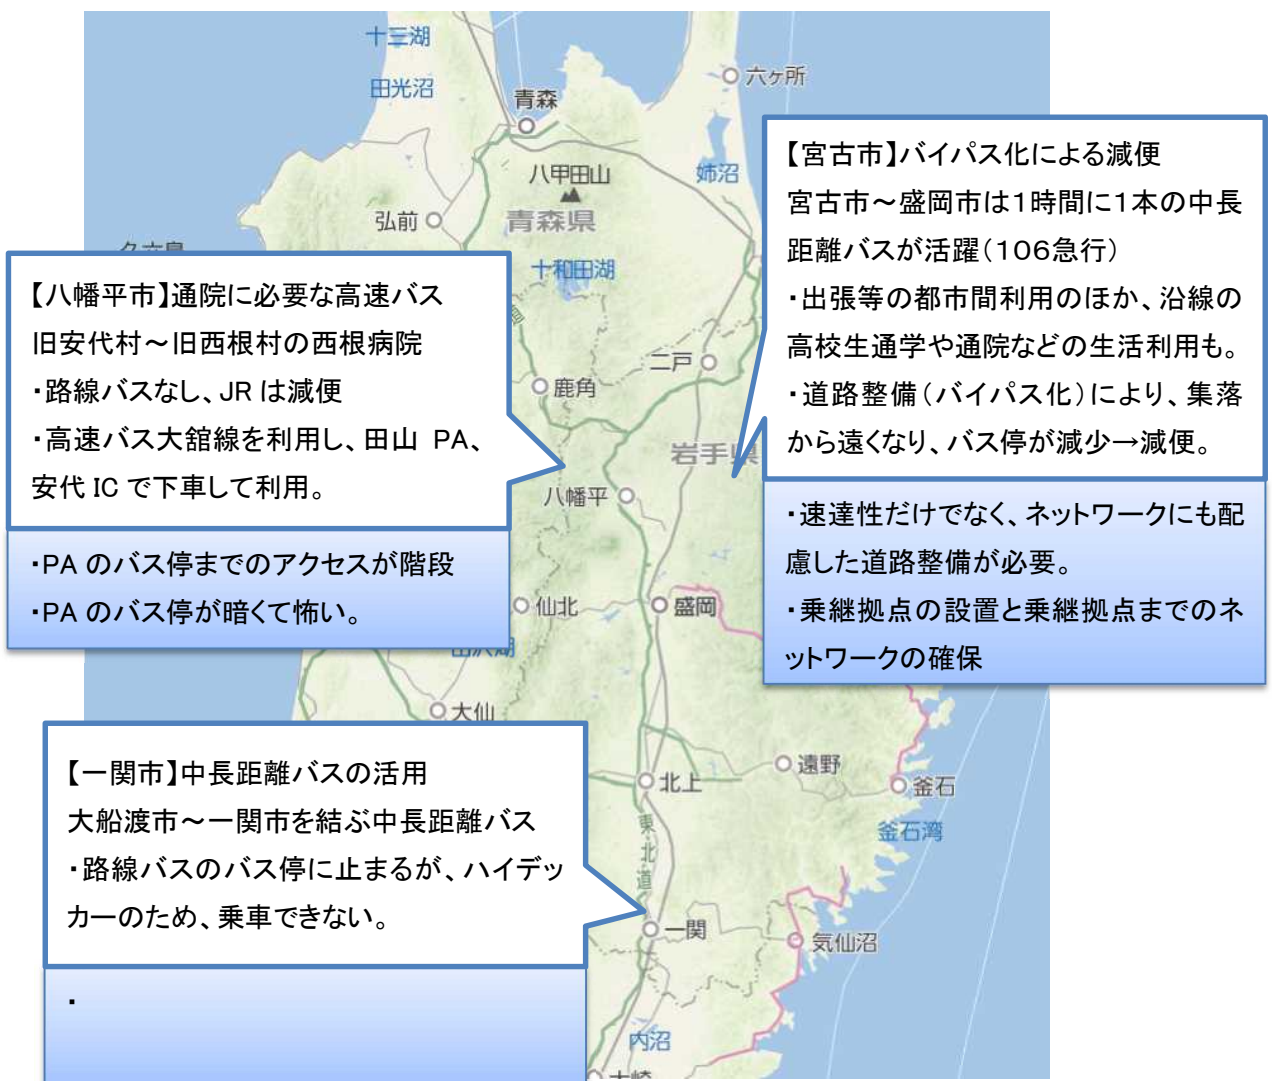 十三湖
田光沼
青森
六ヶ所
八甲田山
姉沼
弘前
青森県
十和田湖
二戸
鹿角
岩手県
八幡平
仙北
盛岡
大仙
遠野
北上
釜石
釜石湾
東北道
一関
気仙沼
内沼
【八幡平市】通院に必要な高速バス
旧安代村～旧西根村の西根病院
・路線バスなし、JR は減便
・高速バス大舘線を利用し、田山 PA、
安代 IC で下車して利用。
・PA のバス停までのアクセスが階段
・PA のバス停が暗くて怖い。
【宮古市】バイパス化による減便
宮古市～盛岡市は１時間に１本の中長
距離バスが活躍（１０６急行）
・出張等の都市間利用のほか、沿線の
高校生通学や通院などの生活利用も。
・道路整備（バイパス化）により、集落
から遠くなり、バス停が減少→減便。
・速達性だけでなく、ネットワークにも配
慮した道路整備が必要。
・乗継拠点の設置と乗継拠点までのネ
ットワークの確保
【一関市】中長距離バスの活用
大船渡市～一関市を結ぶ中長距離バス
・路線バスのバス停に止まるが、ハイデッ
カーのため、乗車できない。
・